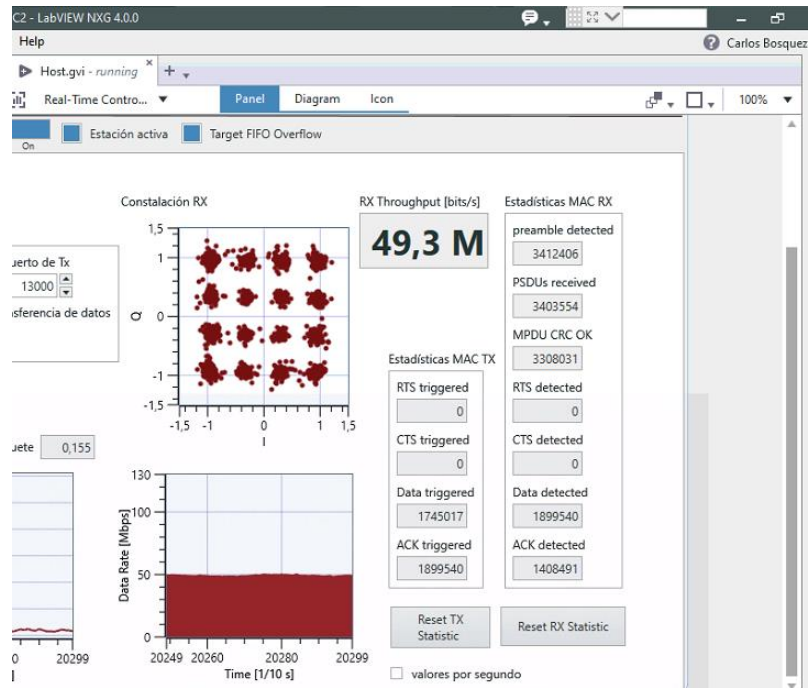 C2 - LabVIEW NXG 4.0.0
Help
Carlos Bosquez
Host.gvi - running
Real-Time Contro...
Panel
Diagram
Icon
100%
On
Estación activa
Target FIFO Overflow
Constalación RX
RX Throughput [bits/s]
Estadísticas MAC RX
49,3 M
preamble detected
3412406
PSDUs received
3403554
MPDU CRC OK
3308031
uerto de Tx
13000
nsferencia de datos
1,5
1
0
-1
-1,5
Q
-1,5 -1 0 1 1,5
I
Estadísticas MAC TX
RTS triggered
0
RTS detected
0
CTS triggered
0
CTS detected
0
Data triggered
1745017
Data detected
1899540
ACK triggered
1899540
ACK detected
1408491
uete 0,155
130
100
50
0
Data Rate [Mbps]
20249 20260 20280 20299
Time [1/10 s]
0 20299
Reset TX
Statistic
Reset RX Statistic
valores por segundo